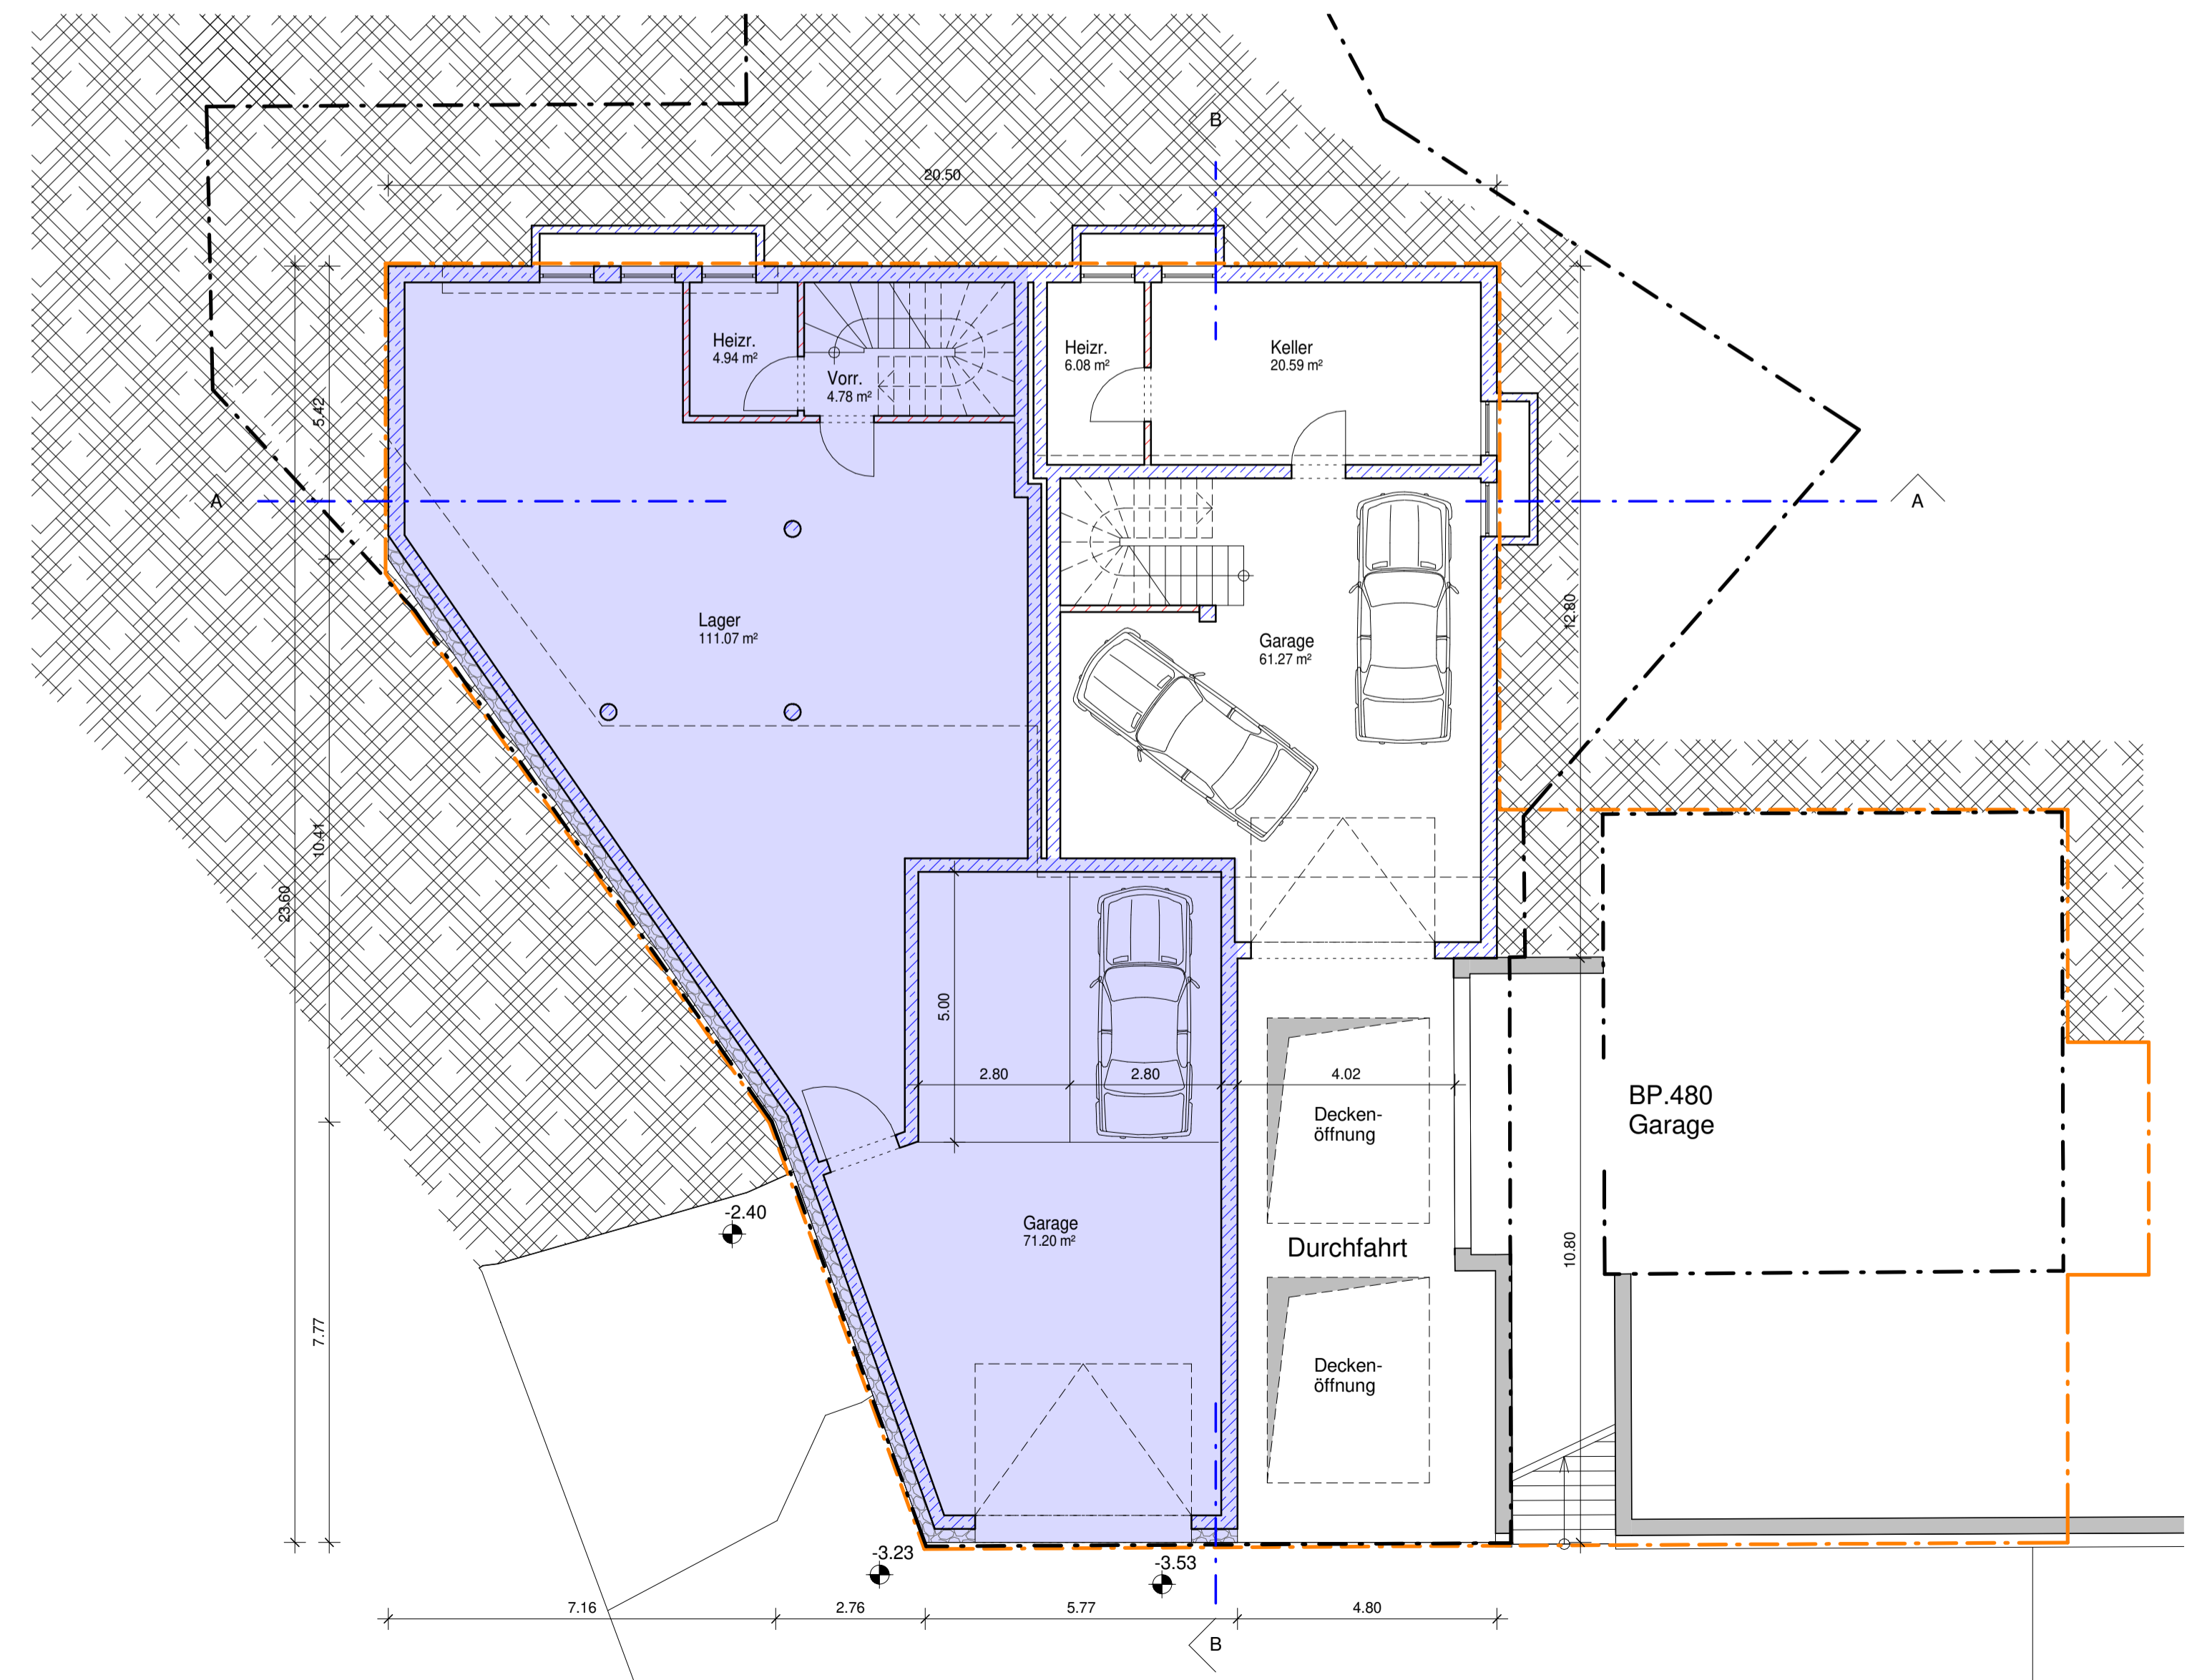 B
20.50
Heizr.
4.94 m²
Vorr.
4.78 m²
Heizr.
6.08 m²
Keller
20.59 m²
5.42
A
A
12.80
Lager
111.07 m²
Garage
61.27 m²
10.41
23.60
5.00
2.80
2.80
4.02
BP.480
Garage
Decken-
öffnung
-2.40
Garage
71.20 m²
Durchfahrt
10.80
7.77
Decken-
öffnung
-3.23
-3.53
7.16
2.76
5.77
4.80
B